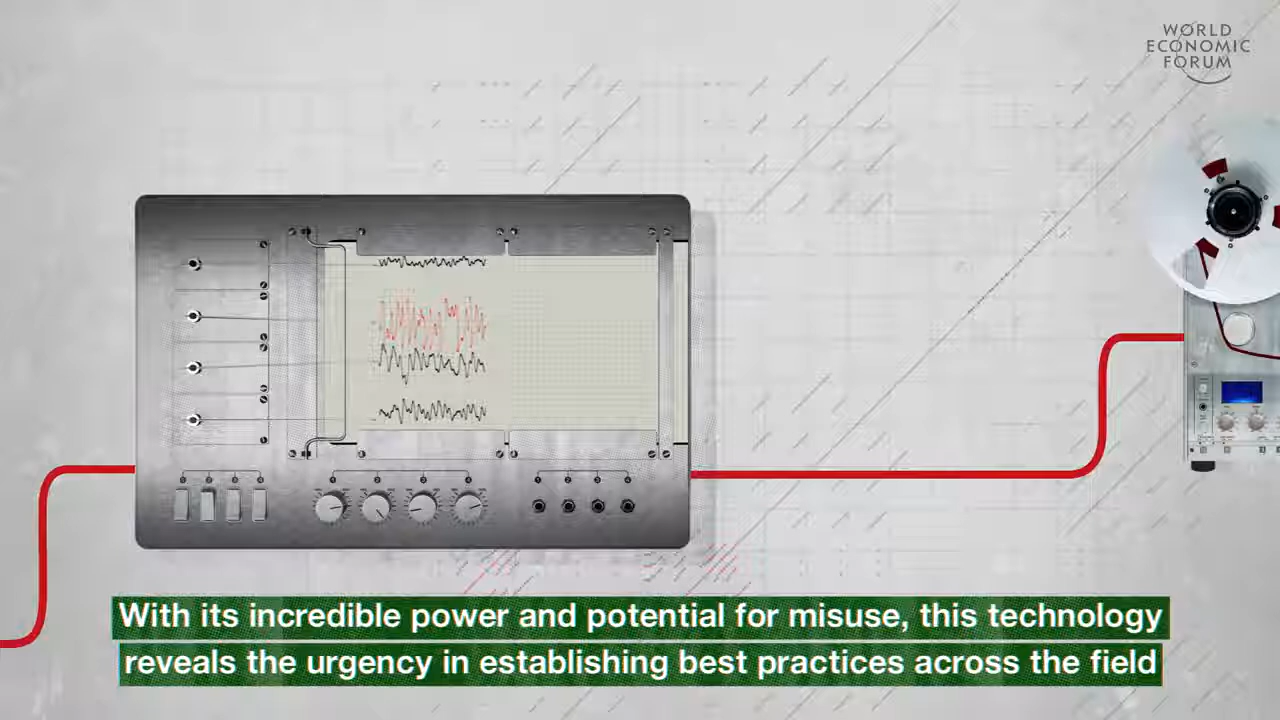 WORLD
ECONOMIC
FORUM
With its incredible power and potential for misuse, this technology
reveals the urgency in establishing best practices across the field